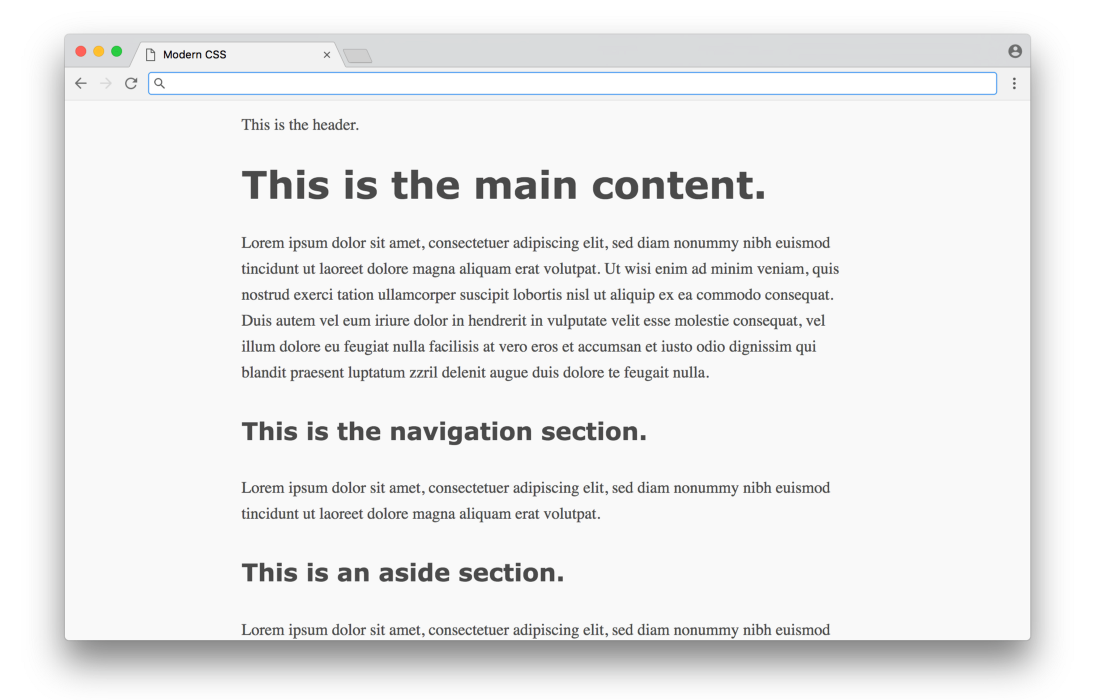 Modern CSS
This is the header.
This is the main content.
Lorem ipsum dolor sit amet, consectetuer adipiscing elit, sed diam nonummy nibh euismod
tincidunt ut laoreet dolore magna aliquam erat volutpat. Ut wisi enim ad minim veniam, quis
nostrud exerci tation ullamcorper suscipit lobortis nisl ut aliquip ex ea commodo consequat.
Duis autem vel eum iriure dolor in hendrerit in vulputate velit esse molestie consequat, vel
illum dolore eu feugiat nulla facilisis at vero eros et accumsan et iusto odio dignissim qui
blandit praesent luptatum zzril delenit augue duis dolore te feugait nulla.
This is the navigation section.
Lorem ipsum dolor sit amet, consectetuer adipiscing elit, sed diam nonummy nibh euismod
tincidunt ut laoreet dolore magna aliquam erat volutpat.
This is an aside section.
Lorem ipsum dolor sit amet, consectetuer adipiscing elit, sed diam nonummy nibh euismod